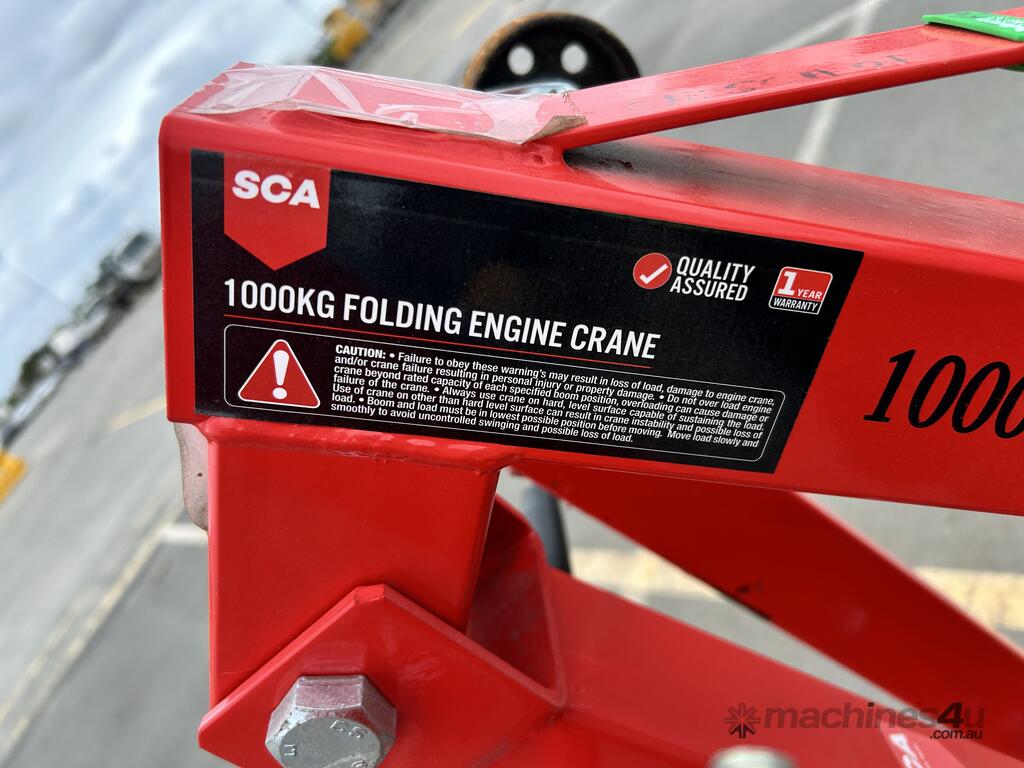 SCA
QUALITY
ASSURED
1 YEAR
WARRANTY
1000KG FOLDING ENGINE CRANE
CAUTION: • Failure to obey these warning's may result in loss of load, damage to engine crane,
and/or crane failure resulting in personal injury or property damage. • Do not over load engine
crane beyond rated capacity of each specified boom position, overloading can cause damage or
failure of the crane. • Always use crane on hard, level surface capable of sustaining the load.
Use of crane on other than hard level surface can result in crane instability and possible loss of
load. • Boom and load must be in lowest possible position before moving. Move load slowly and
smoothly to avoid uncontrolled swinging and possible loss of load.
1000
machines4u
.com.au